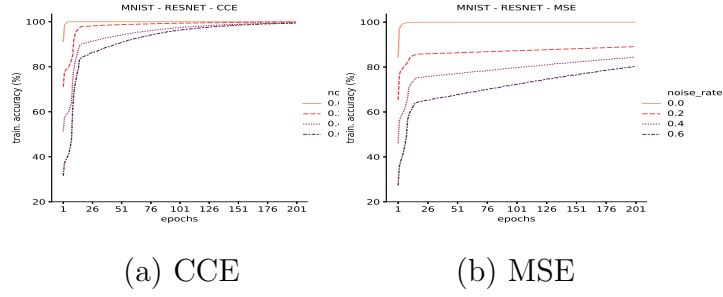 MNIST - RESNET - CCE
train. accuracy (%)
100
80
60
40
20
1 26 51 76 101 126 151 176 201
epochs
0.
0.
MNIST - RESNET - MSE
train. accuracy (%)
100
80
60
40
20
1 26 51 76 101 126 151 176 201
epochs
noise_rate
0.0
0.2
0.4
0.6
(a) CCE
(b) MSE